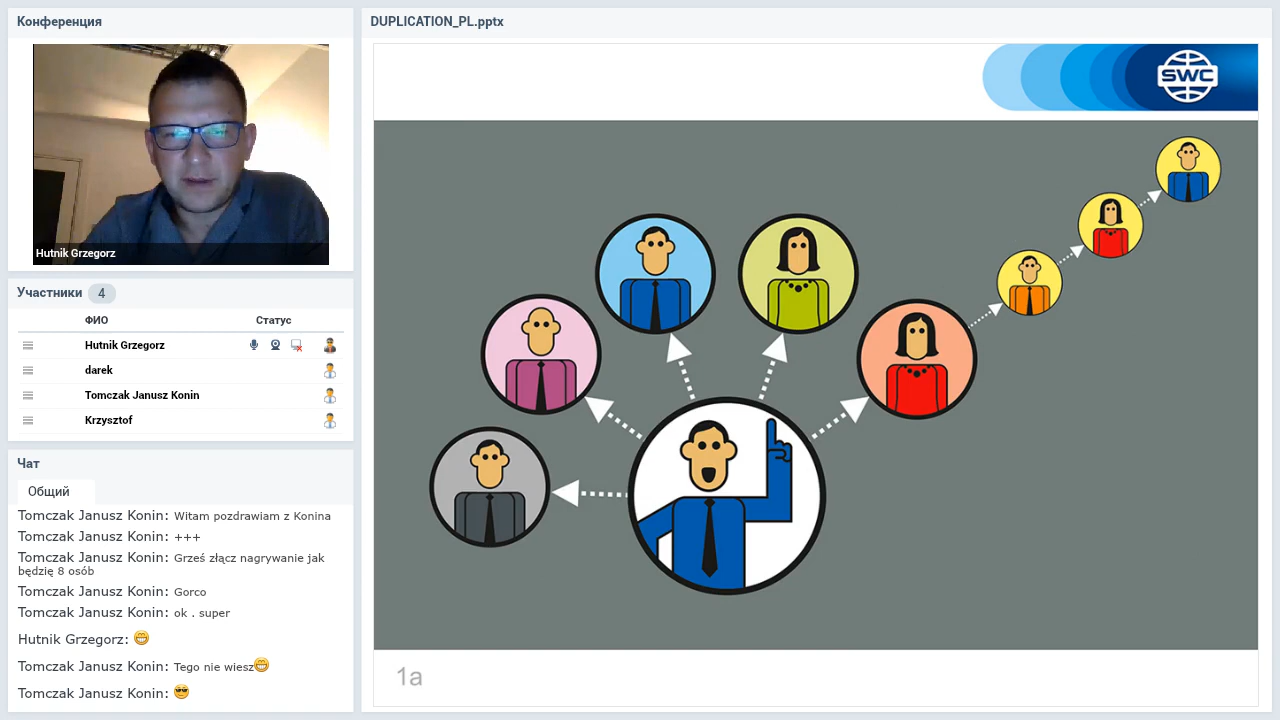 Конференция
Hutnik Grzegorz
Участники 4
ФИО Статус
Hutnik Grzegorz
darek
Tomczak Janusz Konin
Krzysztof
Чат
Общий
Tomczak Janusz Konin: Witam pozdrawiam z Konina
Tomczak Janusz Konin: +++
Tomczak Janusz Konin: Grześ złącz nagrywanie jak
będzię 8 osób
Tomczak Janusz Konin: Gorco
Tomczak Janusz Konin: ok . super
Hutnik Grzegorz: 😁
Tomczak Janusz Konin: Tego nie wiesz😁
Tomczak Janusz Konin: 😎
DUPLICATION_PL.pptx
SWC
1a